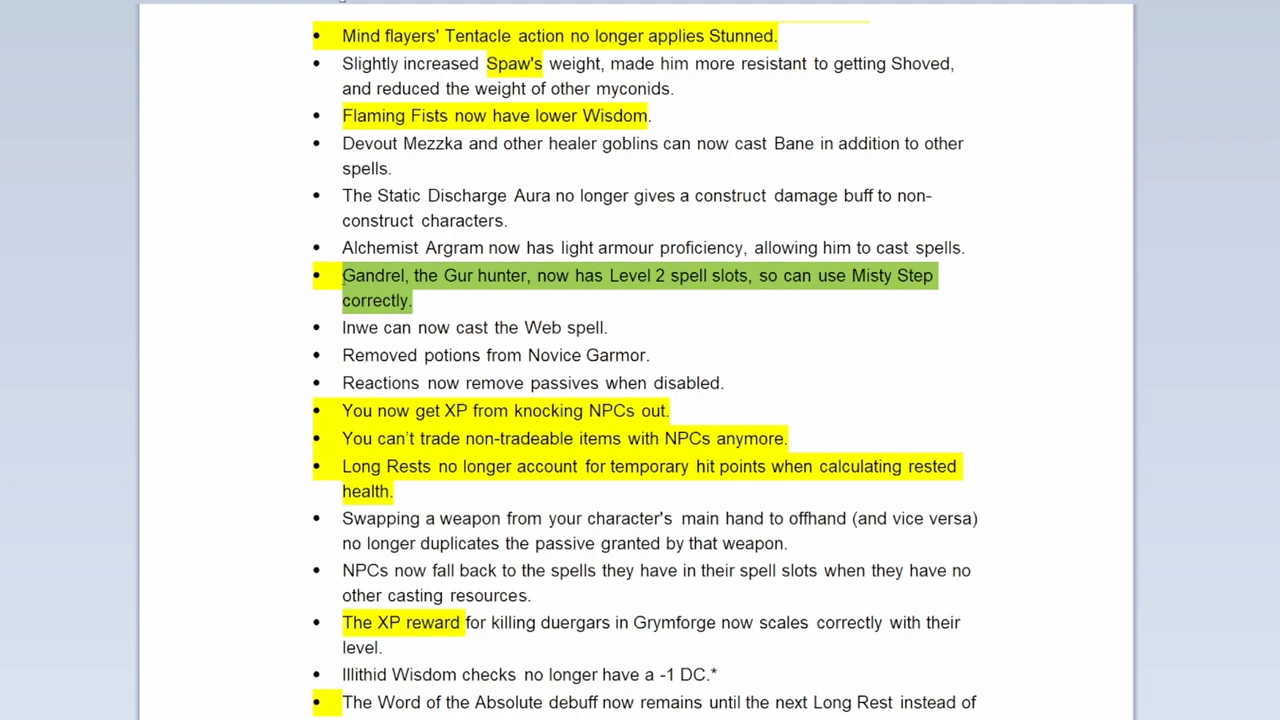 • Mind flayers' Tentacle action no longer applies Stunned.
• Slightly increased Spaw's weight, made him more resistant to getting Shoved,
and reduced the weight of other myconids.
• Flaming Fists now have lower Wisdom.
• Devout Mezzka and other healer goblins can now cast Bane in addition to other
spells.
• The Static Discharge Aura no longer gives a construct damage buff to non-
construct characters.
• Alchemist Argram now has light armour proficiency, allowing him to cast spells.
• Gandrel, the Gur hunter, now has Level 2 spell slots, so can use Misty Step
correctly.
• Inwe can now cast the Web spell.
• Removed potions from Novice Garmor.
• Reactions now remove passives when disabled.
• You now get XP from knocking NPCs out.
• You can’t trade non-tradeable items with NPCs anymore.
• Long Rests no longer account for temporary hit points when calculating rested
health.
• Swapping a weapon from your character's main hand to offhand (and vice versa)
no longer duplicates the passive granted by that weapon.
• NPCs now fall back to the spells they have in their spell slots when they have no
other casting resources.
• The XP reward for killing duergars in Grymforge now scales correctly with their
level.
• Illithid Wisdom checks no longer have a -1 DC.*
• The Word of the Absolute debuff now remains until the next Long Rest instead of